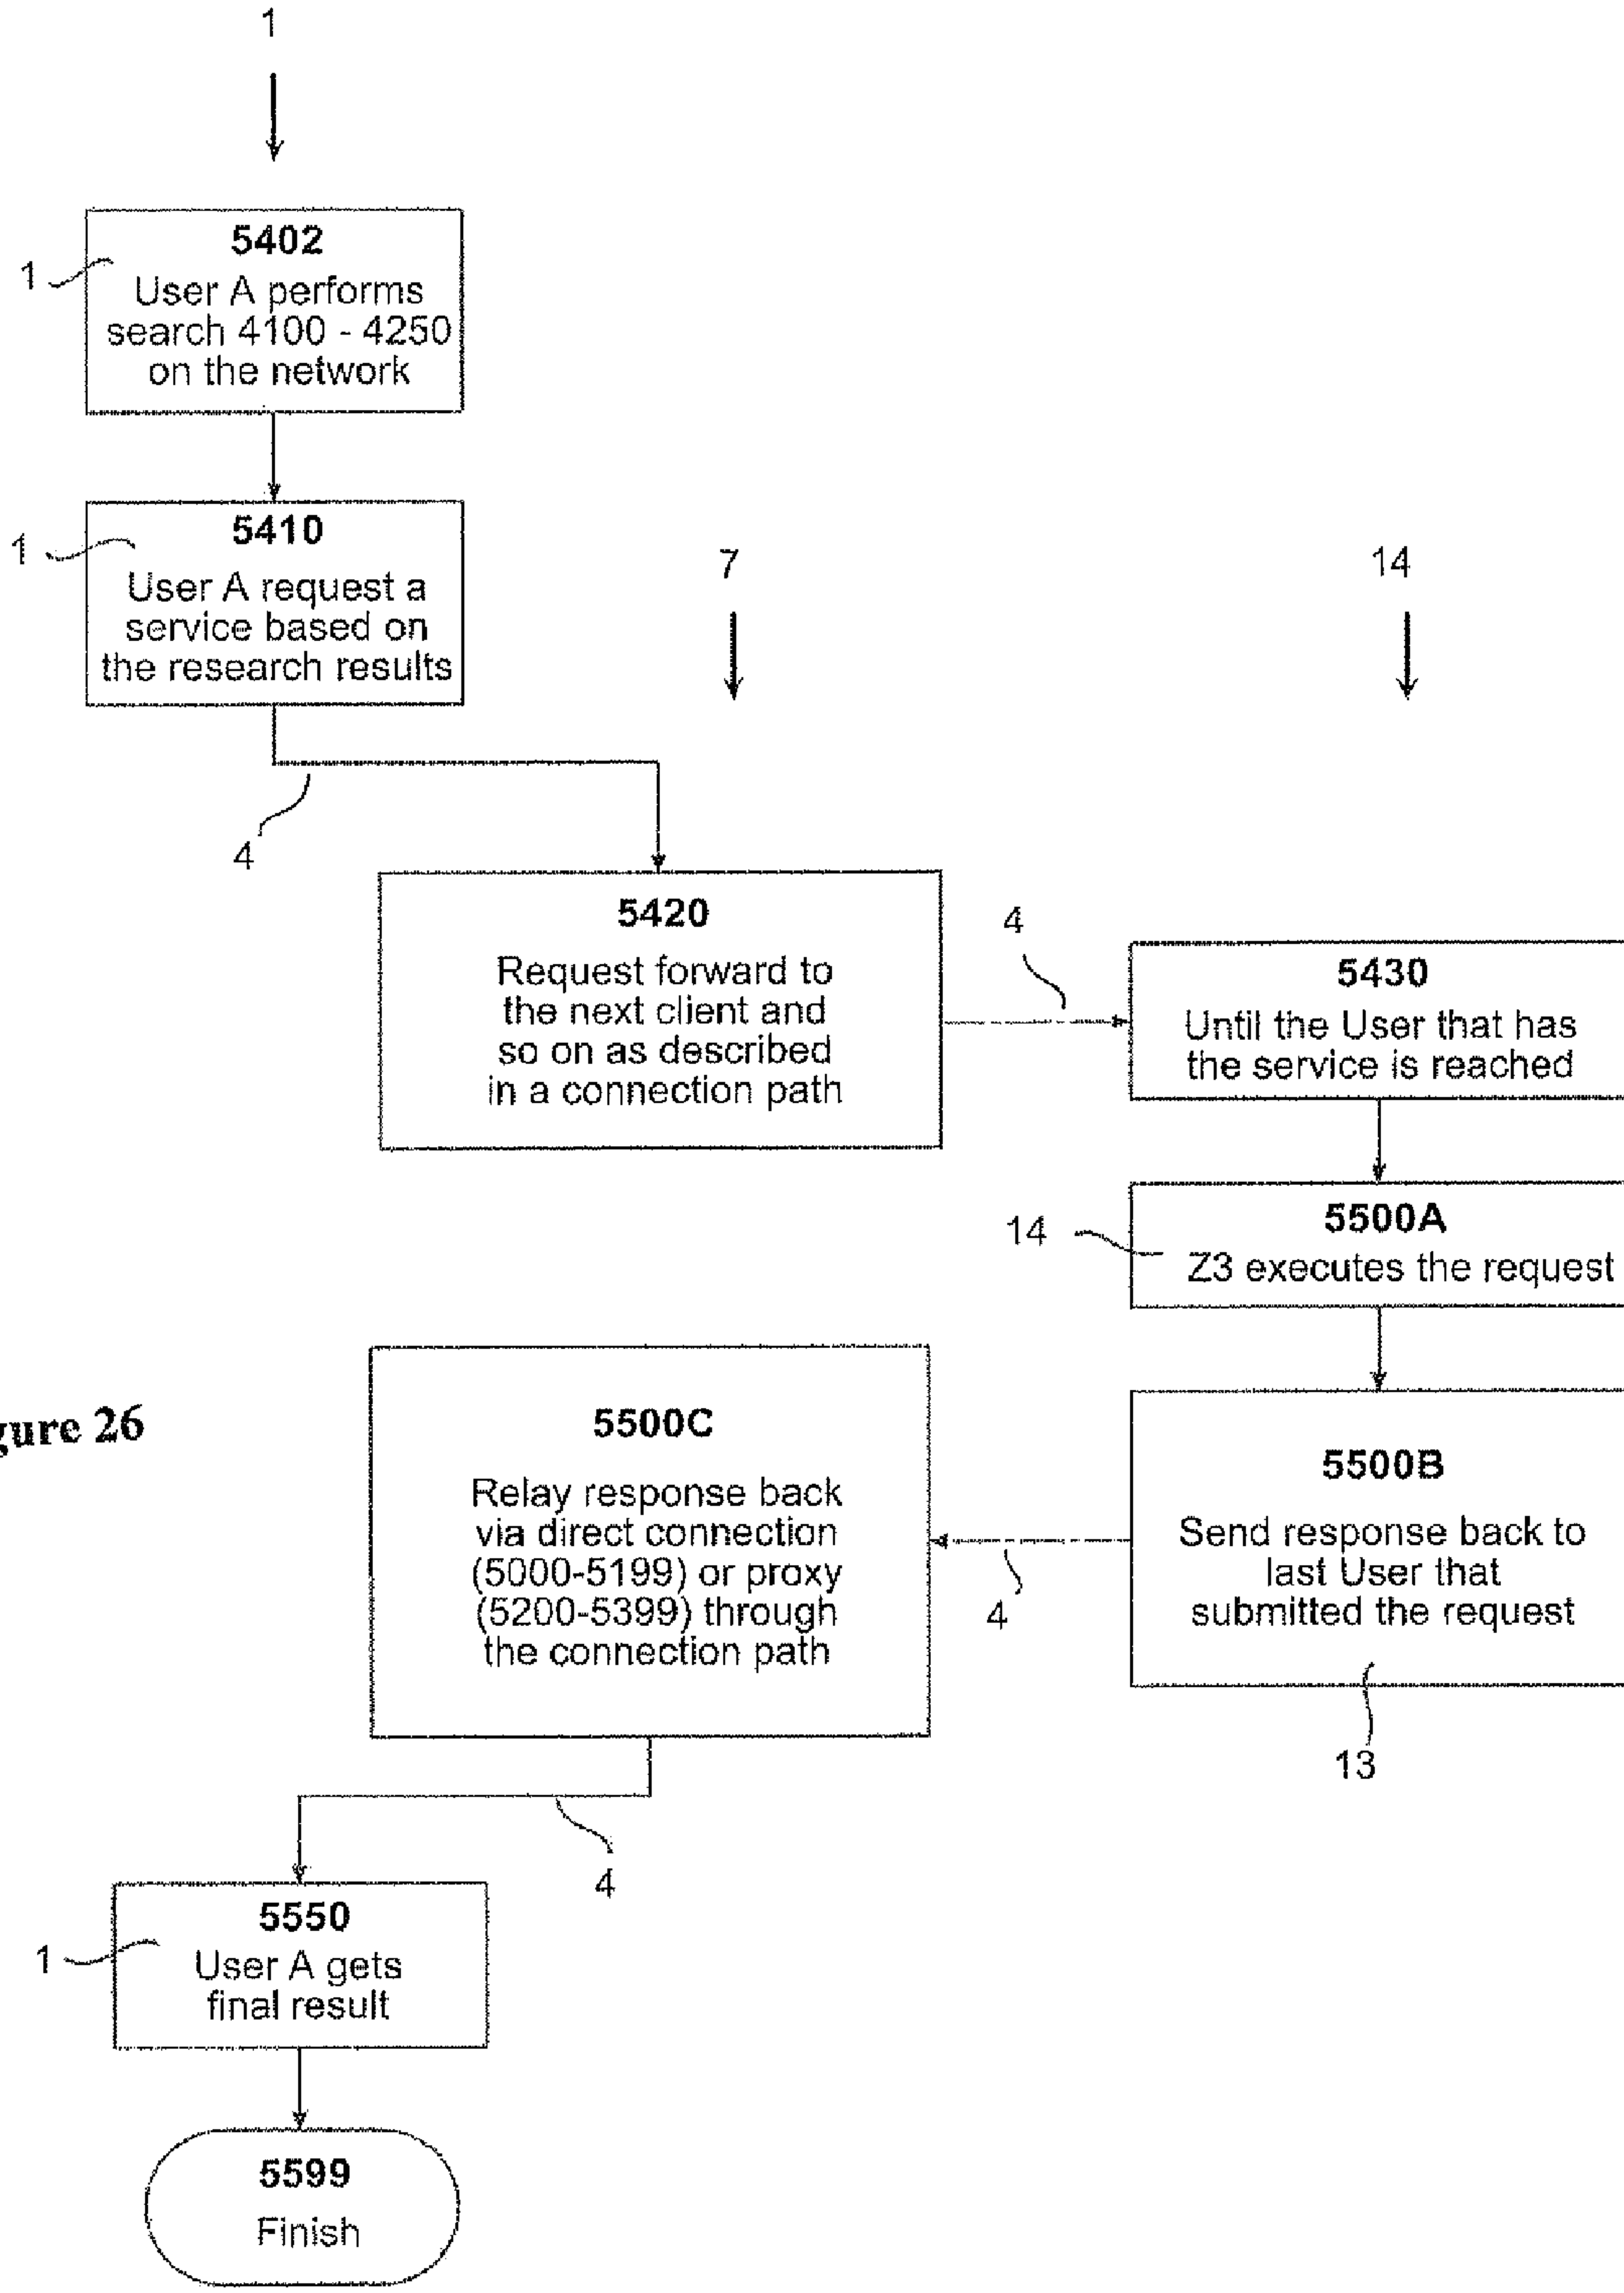 1
5402
1
User A performs
search 4100 - 4250
on the network
5410
1
User A request a
service based on
the research results
7
14
4
5420
Request forward to
the next client and
so on as described
in a connection path
4
5430
Until the User that has
the service is reached
5500A
14
Z3 executes the request
gure 26
5500C
Relay response back
via direct connection
(5000-5199) or proxy
(5200-5399) through
the connection path
4
5500B
Send response back to
last User that
submitted the request
13
4
5550
1
User A gets
final result
5599
Finish